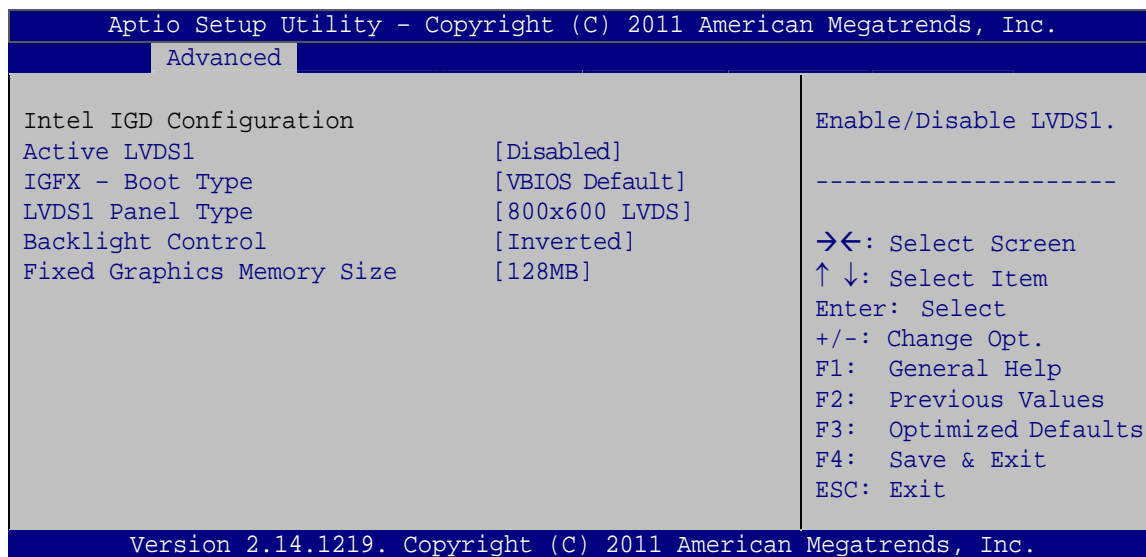 Aptio Setup Utility – Copyright (C) 2011 American Megatrends, Inc.
Advanced
Intel IGD Configuration
Active LVDS1 [Disabled]
IGFX – Boot Type [VBIOS Default]
LVDS1 Panel Type [800x600 LVDS]
Backlight Control [Inverted]
Fixed Graphics Memory Size [128MB]
Enable/Disable LVDS1.
---------------------
→←: Select Screen
↑ ↓: Select Item
Enter: Select
+/-: Change Opt.
F1: General Help
F2: Previous Values
F3: Optimized Defaults
F4: Save & Exit
ESC: Exit
Version 2.14.1219. Copyright (C) 2011 American Megatrends, Inc.